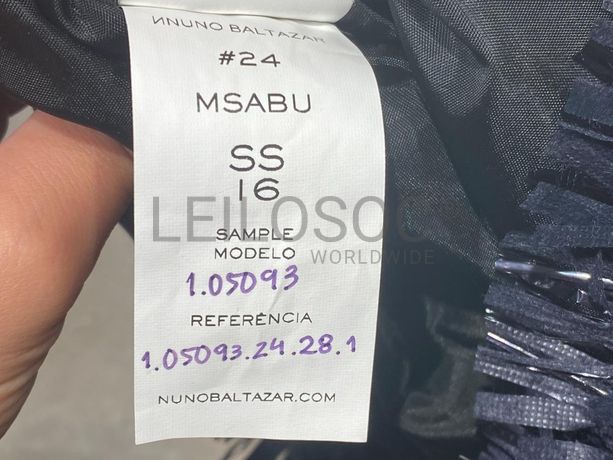 ИNUNO BALTAZAR
#24
MSABU
SS
16
LEILOSOC
WORLDWIDE
SAMPLE
MODELO
1.05093
REFERÊNCIA
1.05093.24.28.1
NUNOBALTAZAR.COM